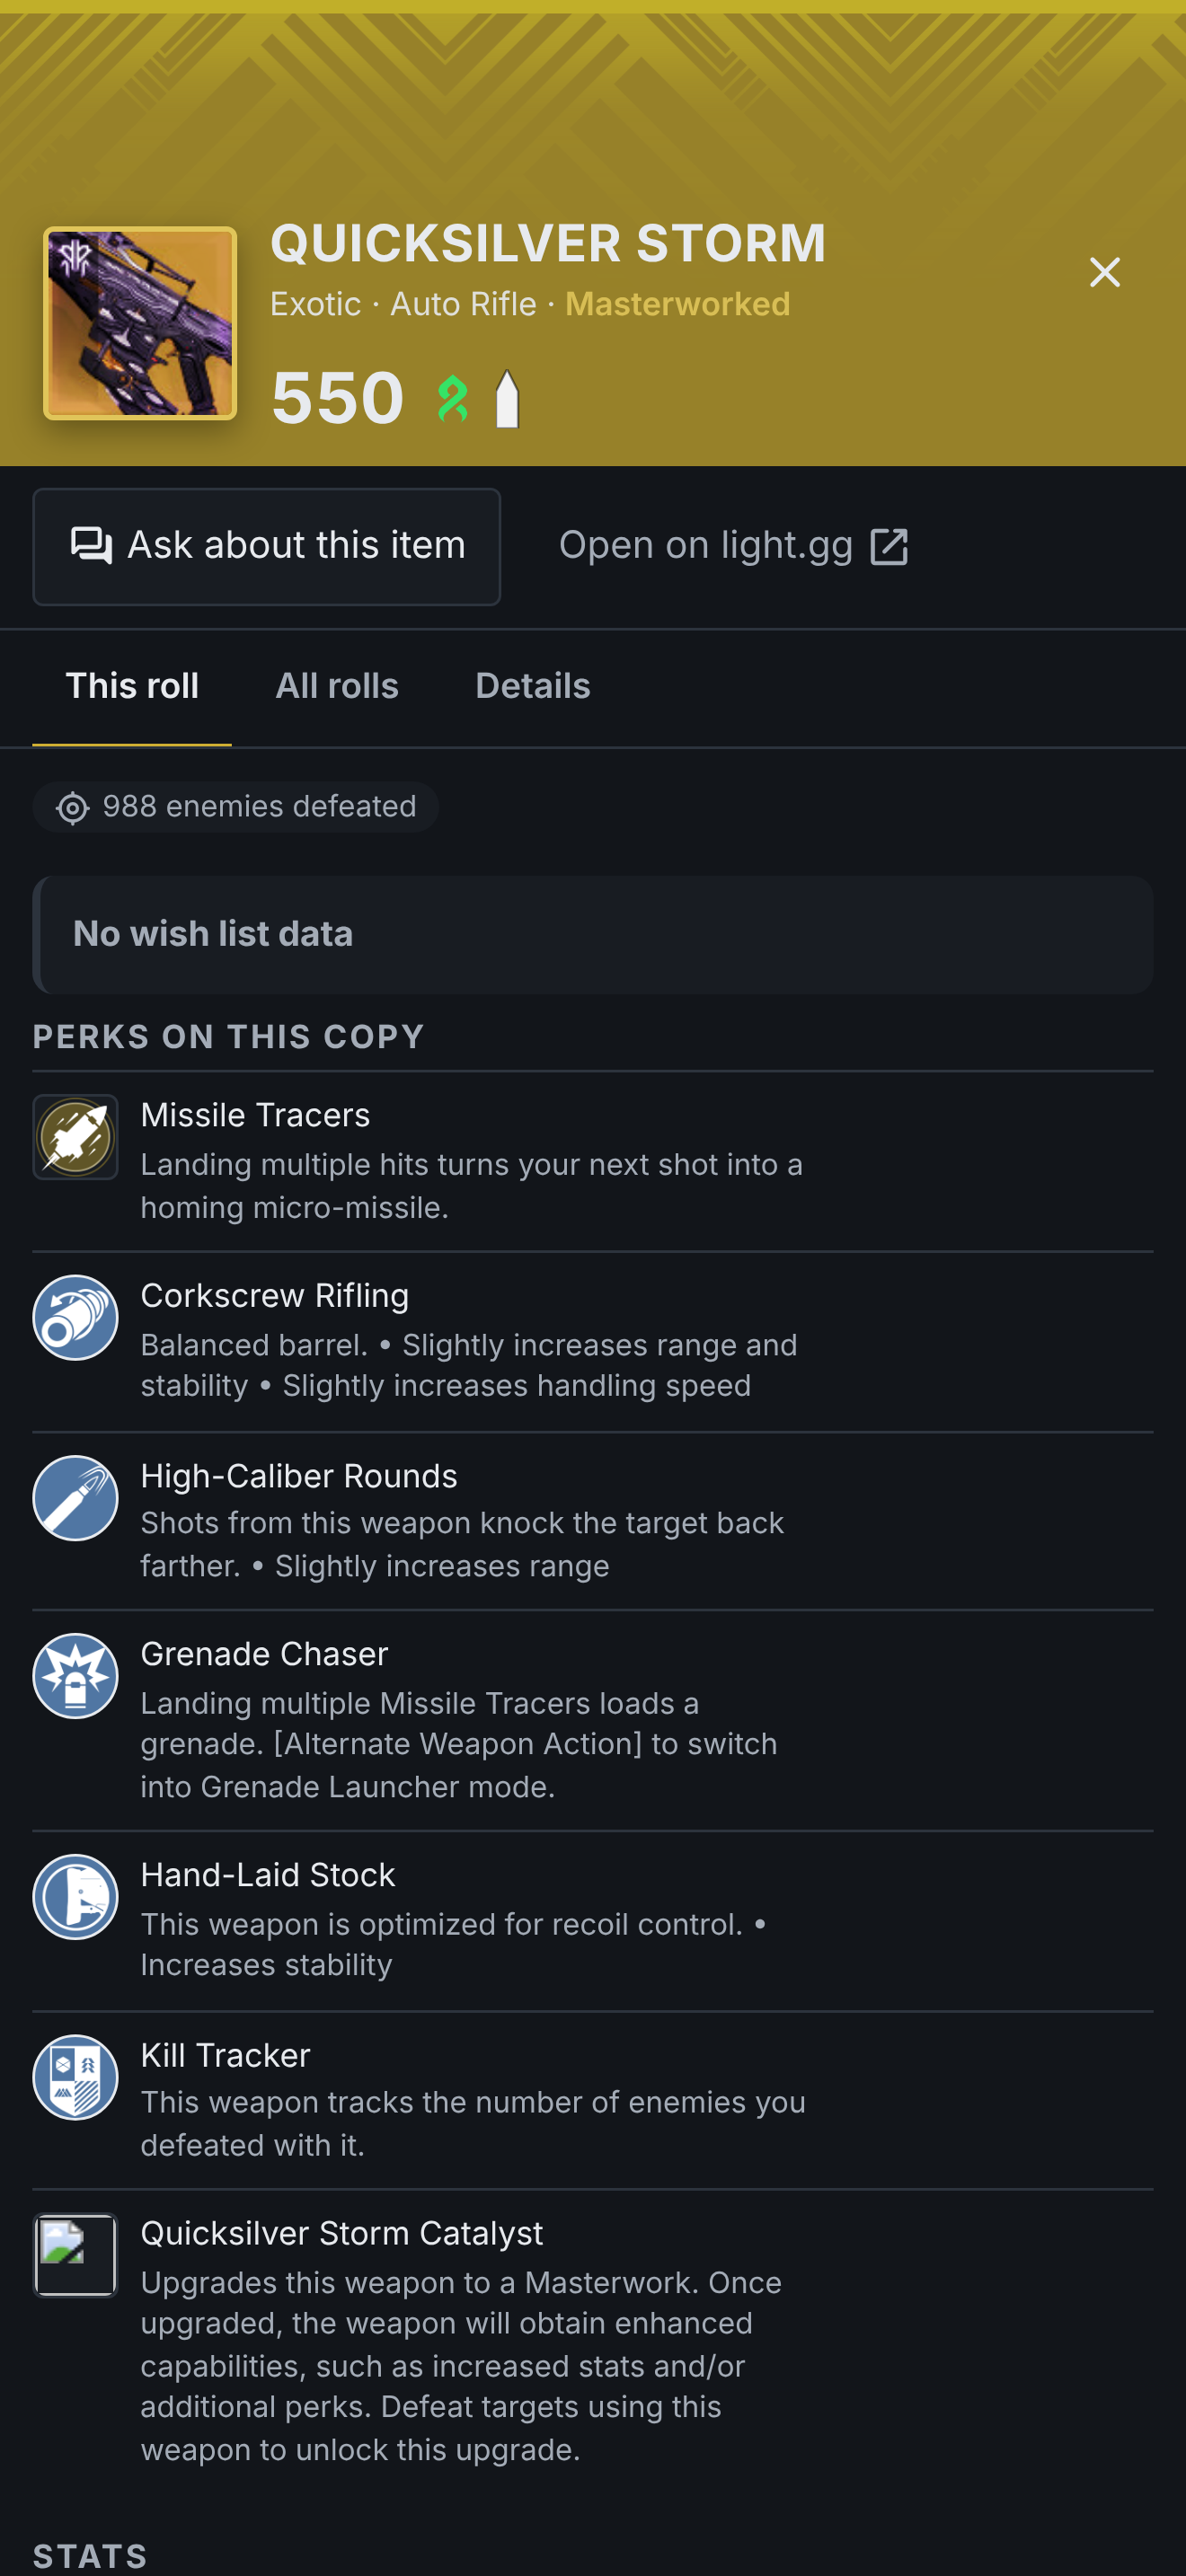 QUICKSILVER STORM
Exotic · Auto Rifle · Masterworked
550
Ask about this item
Open on light.gg
This roll
All rolls
Details
988 enemies defeated
No wish list data
PERKS ON THIS COPY
Missile Tracers
Landing multiple hits turns your next shot into a
homing micro-missile.
Corkscrew Rifling
Balanced barrel. • Slightly increases range and
stability • Slightly increases handling speed
High-Caliber Rounds
Shots from this weapon knock the target back
farther. • Slightly increases range
Grenade Chaser
Landing multiple Missile Tracers loads a
grenade. [Alternate Weapon Action] to switch
into Grenade Launcher mode.
Hand-Laid Stock
This weapon is optimized for recoil control. •
Increases stability
Kill Tracker
This weapon tracks the number of enemies you
defeated with it.
Quicksilver Storm Catalyst
Upgrades this weapon to a Masterwork. Once
upgraded, the weapon will obtain enhanced
capabilities, such as increased stats and/or
additional perks. Defeat targets using this
weapon to unlock this upgrade.
STATS